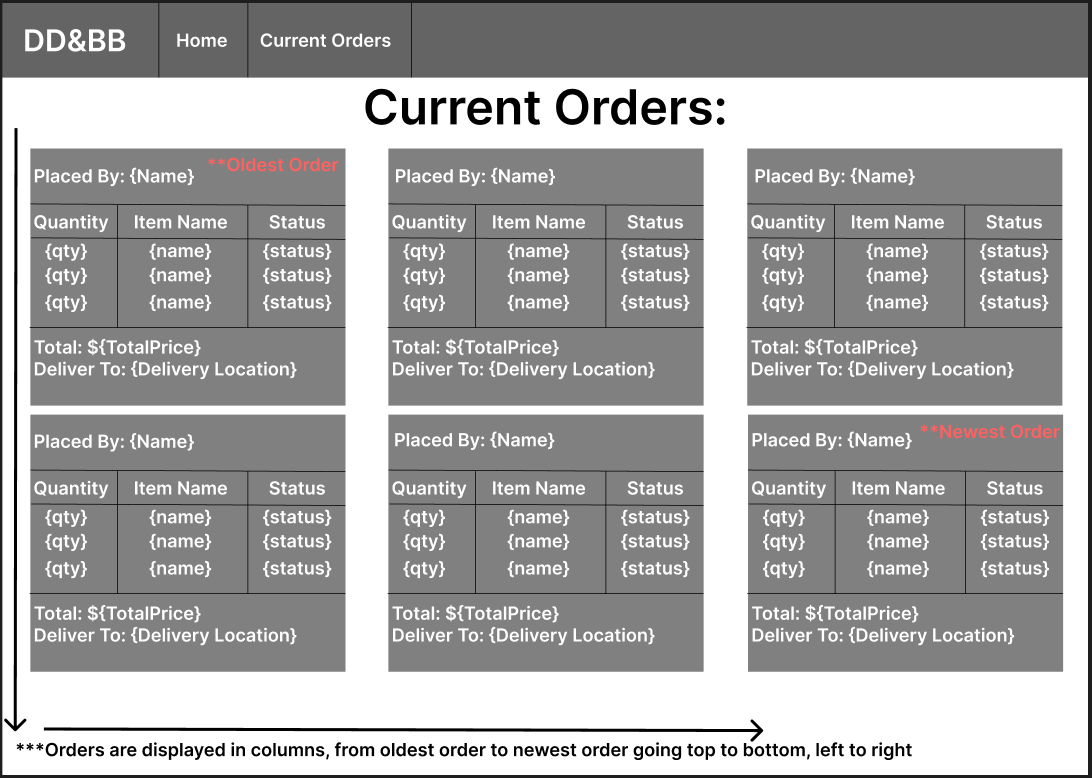 DD&BB Home Current Orders
Current Orders:
Placed By: {Name} **Oldest Order
Quantity Item Name Status
{qty} {name} {status}
{qty} {name} {status}
{qty} {name} {status}
Total: ${TotalPrice}
Deliver To: {Delivery Location}
Placed By: {Name}
Quantity Item Name Status
{qty} {name} {status}
{qty} {name} {status}
{qty} {name} {status}
Total: ${TotalPrice}
Deliver To: {Delivery Location}
Placed By: {Name}
Quantity Item Name Status
{qty} {name} {status}
{qty} {name} {status}
{qty} {name} {status}
Total: ${TotalPrice}
Deliver To: {Delivery Location}
Placed By: {Name}
Quantity Item Name Status
{qty} {name} {status}
{qty} {name} {status}
{qty} {name} {status}
Total: ${TotalPrice}
Deliver To: {Delivery Location}
Placed By: {Name}
Quantity Item Name Status
{qty} {name} {status}
{qty} {name} {status}
{qty} {name} {status}
Total: ${TotalPrice}
Deliver To: {Delivery Location}
Placed By: {Name} **Newest Order
Quantity Item Name Status
{qty} {name} {status}
{qty} {name} {status}
{qty} {name} {status}
Total: ${TotalPrice}
Deliver To: {Delivery Location}
***Orders are displayed in columns, from oldest order to newest order going top to bottom, left to right